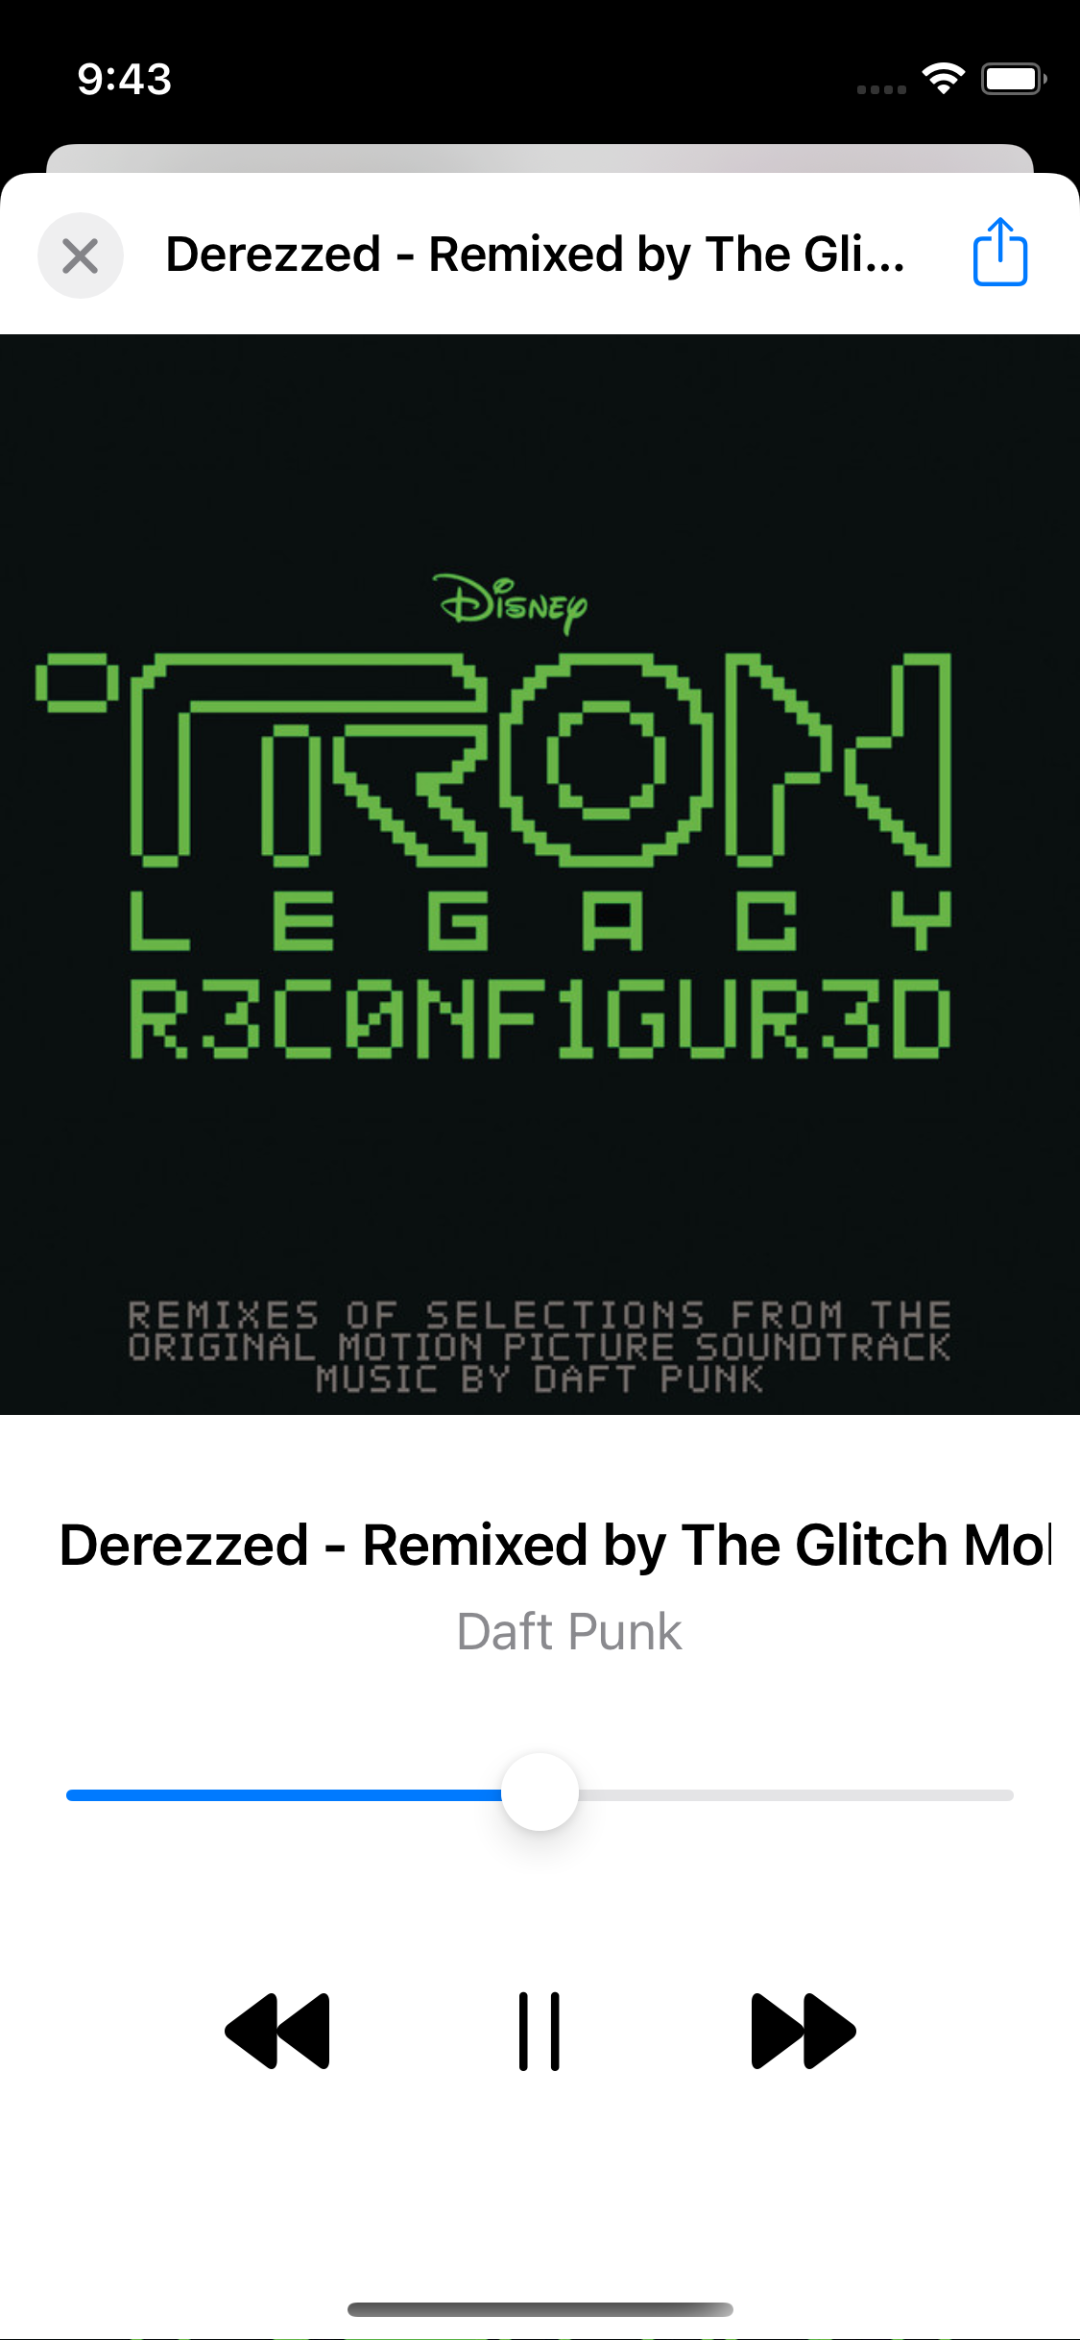 9:43
Derezzed - Remixed by The Gli...
Disney
TRON
LEGACY
R3C0NF1GUR3D
REMIXES OF SELECTIONS FROM THE
ORIGINAL MOTION PICTURE SOUNDTRACK
MUSIC BY DAFT PUNK
Derezzed - Remixed by The Glitch Mo
Daft Punk